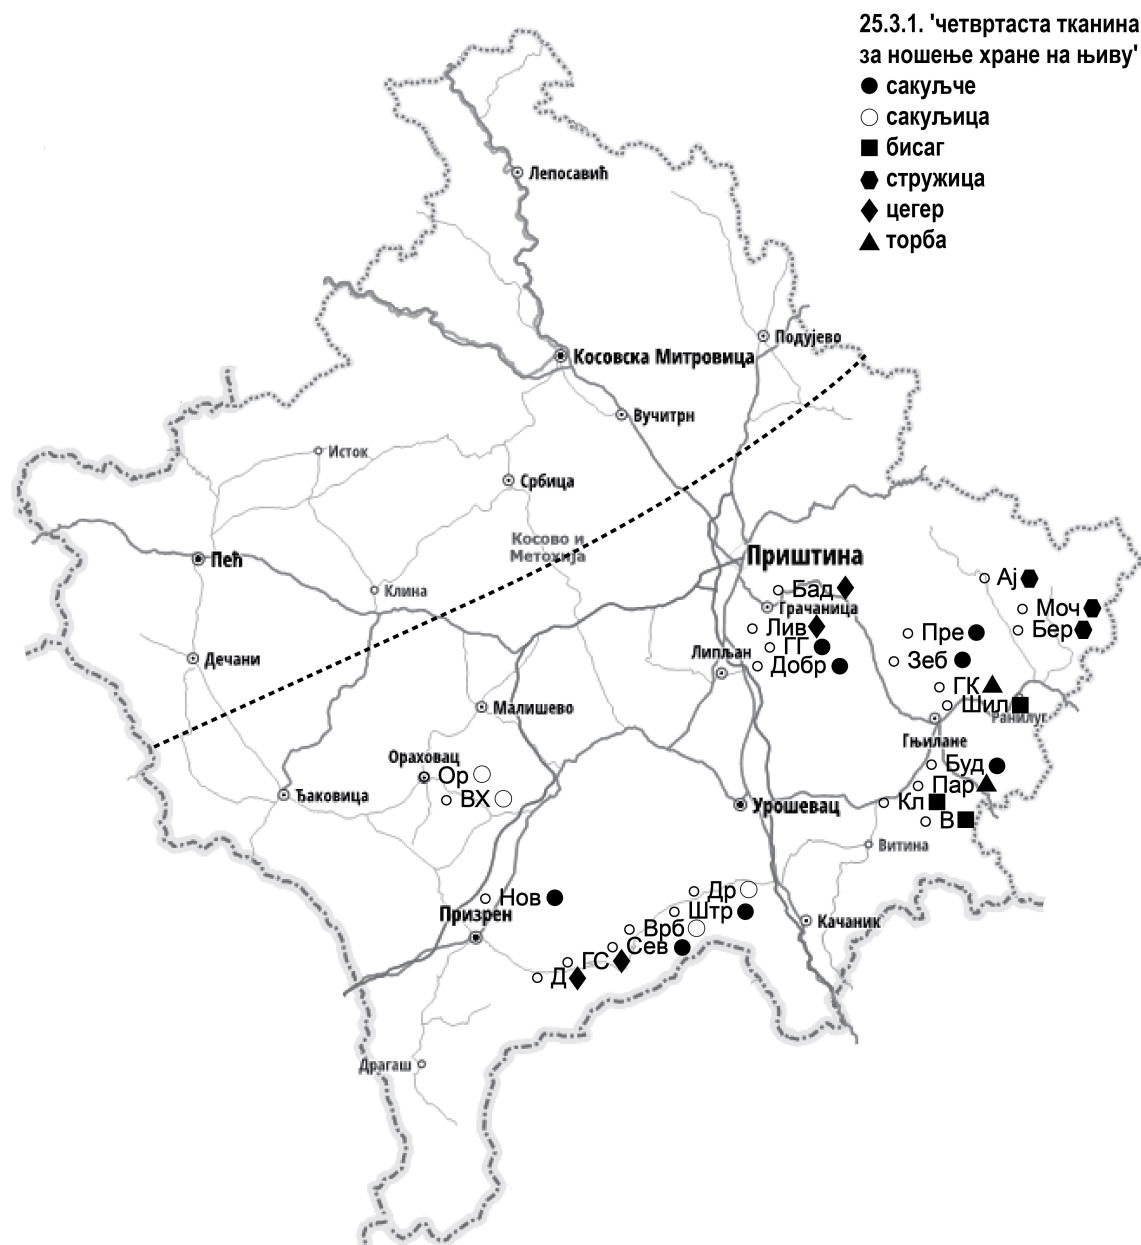 25.3.1. 'четвртаста тканина
за ношење хране на њиву'
сакуљче
сакуљица
бисаг
стружица
цегер
торба
Лепосавић
Подујево
Косовска Митровица
Вучитрн
Исток
Србица
Косово и
Метохија
Приштина
Пећ
Клина
Бад
Грачаница
Ај
Моч
Лив
Бер
ГГ
Пре
Липљан
Добр
Зеб
Дечани
ГК
Шил
Ранилуг
Малишево
Гњилане
Ораховац
Ор
Буд
Ђаковица
ВХ
Пар
Урошевац
Кл
В
Витина
Нов
Др
Призрен
Штр
Качаник
Врб
Сев
ГС
Д
Драгаш